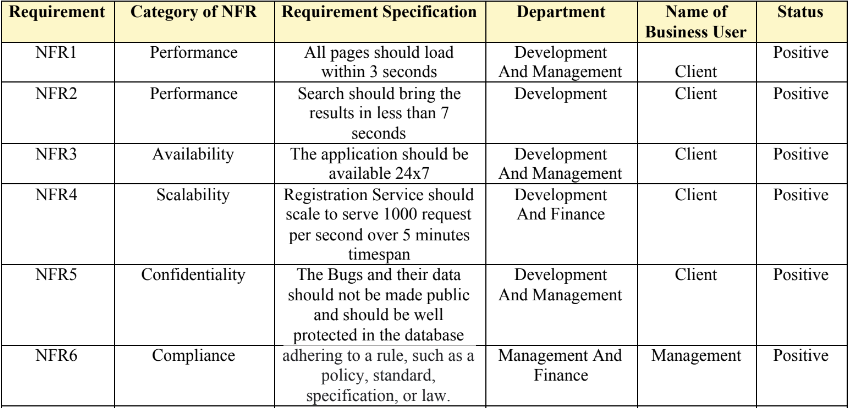 Requirement Category of NFR Requirement Specification Department Name of Business User Status
NFR1 Performance All pages should load within 3 seconds Development And Management Client Positive
NFR2 Performance Search should bring the results in less than 7 seconds Development Client Positive
NFR3 Availability The application should be available 24x7 Development And Management Client Positive
NFR4 Scalability Registration Service should scale to serve 1000 request per second over 5 minutes timespan Development And Finance Client Positive
NFR5 Confidentiality The Bugs and their data should not be made public and should be well protected in the database Development And Management Client Positive
NFR6 Compliance adhering to a rule, such as a policy, standard, specification, or law. Management And Finance Management Positive